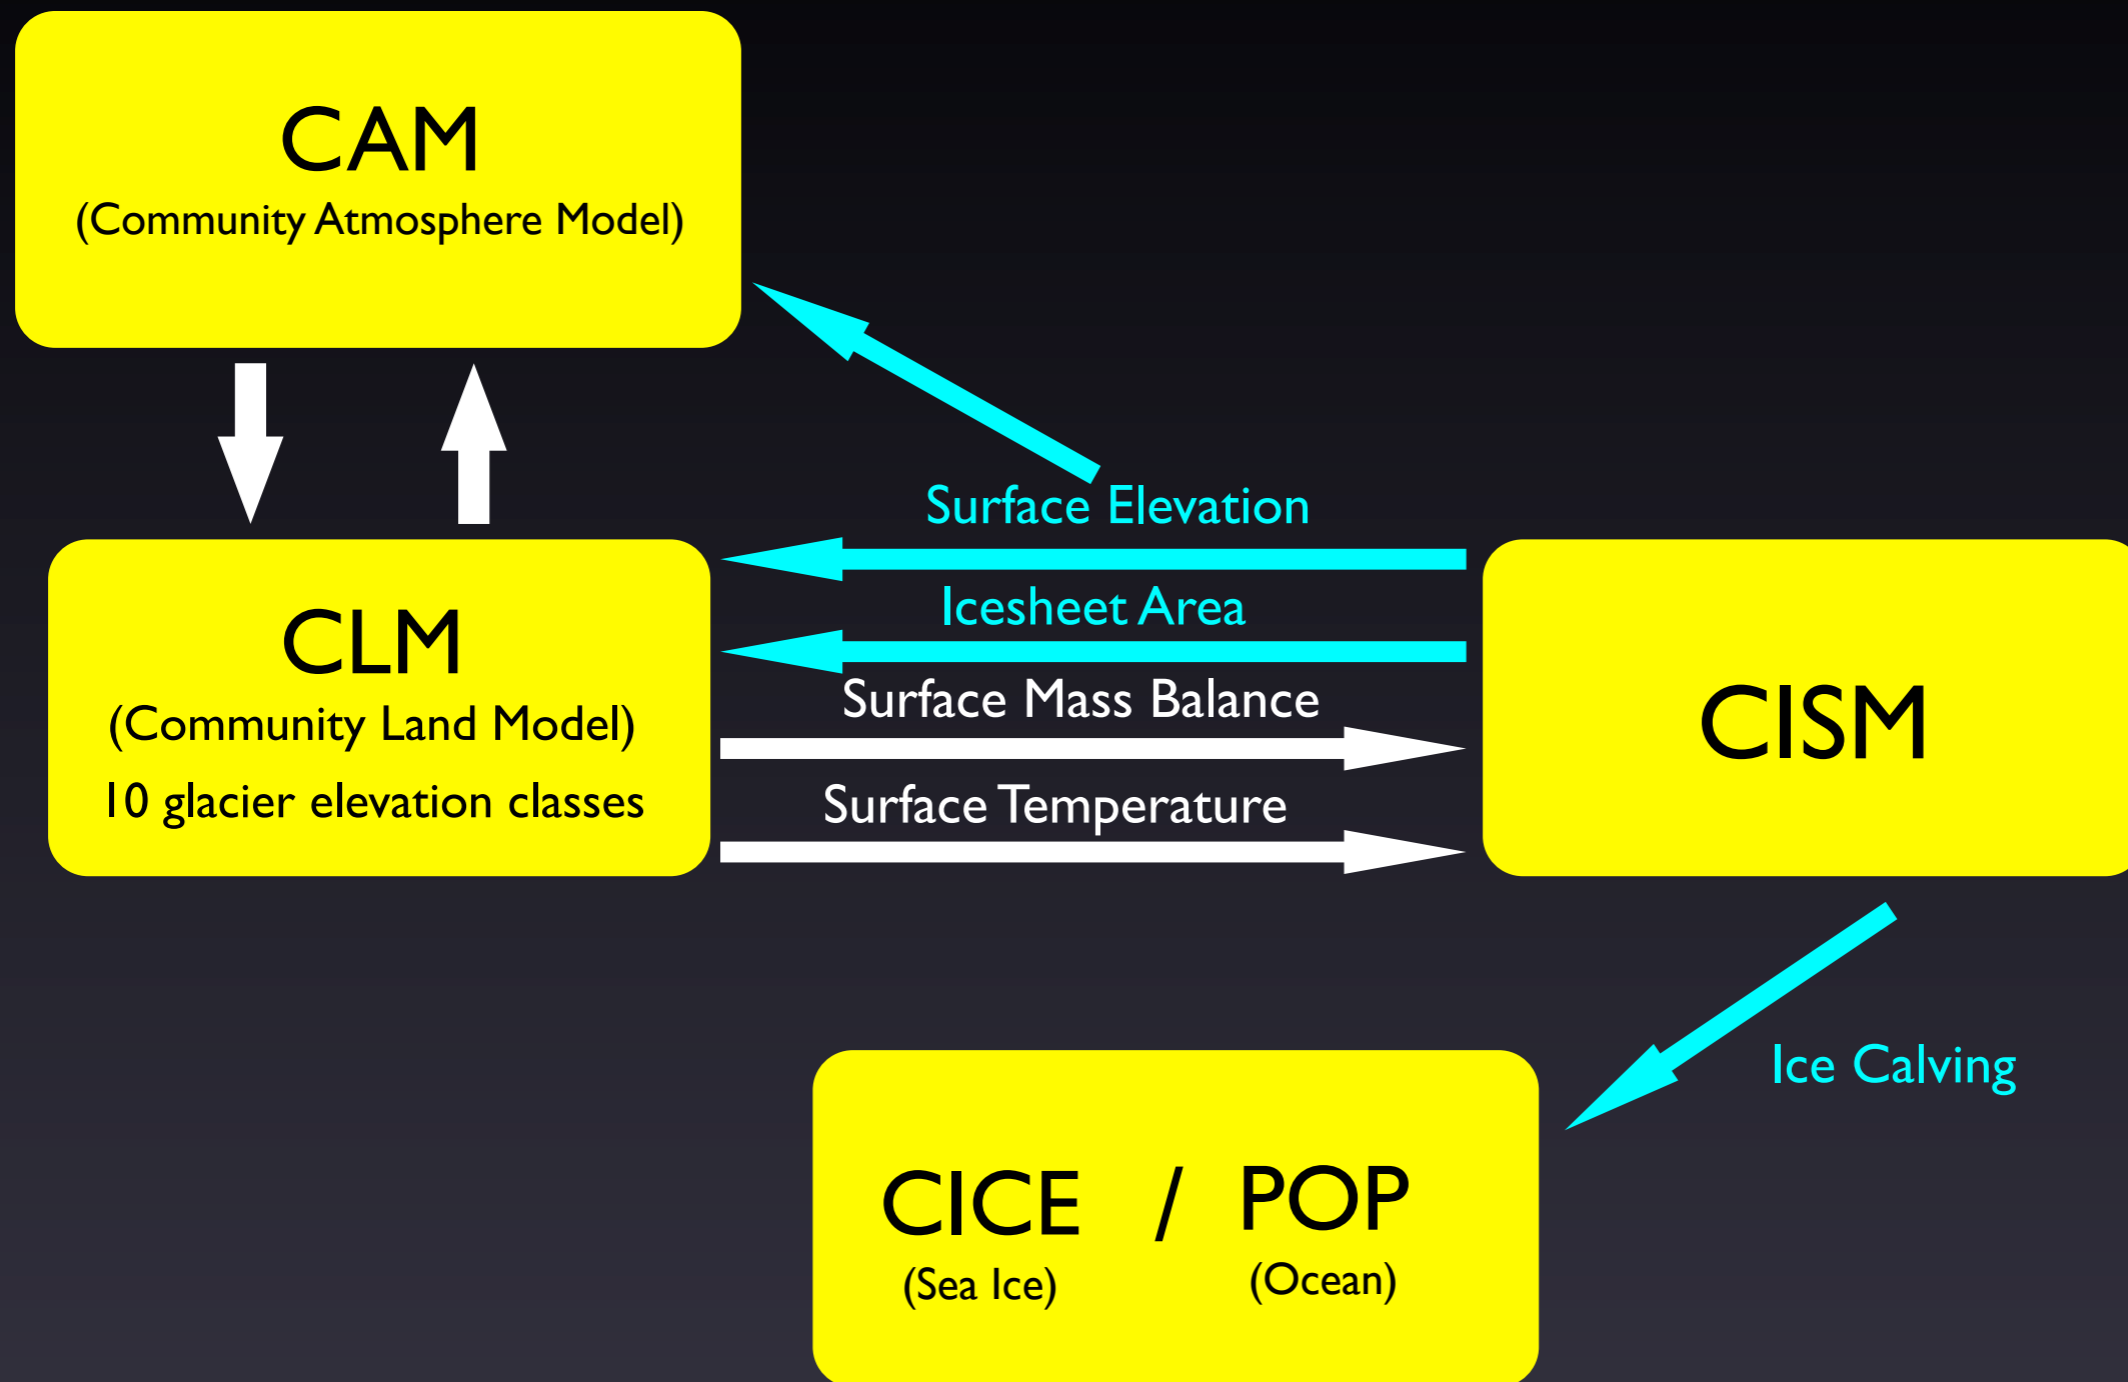 CAM
(Community Atmosphere Model)
Surface Elevation
Icesheet Area
CLM
(Community Land Model)
10 glacier elevation classes
Surface Mass Balance
Surface Temperature
CISM
Ice Calving
CICE / POP
(Sea Ice) (Ocean)